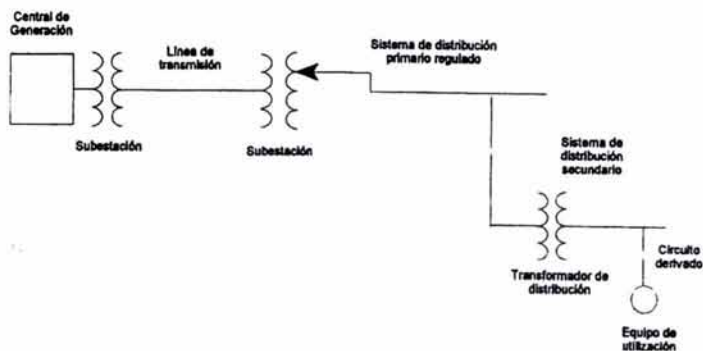 Central de
Generación
Línea de
transmisión
Sistema de distribución
primario regulado
Subestación
Subestación
Sistema de
distribución
secundario
Circuito
derivado
Transformador de
distribución
Equipo de
utilización